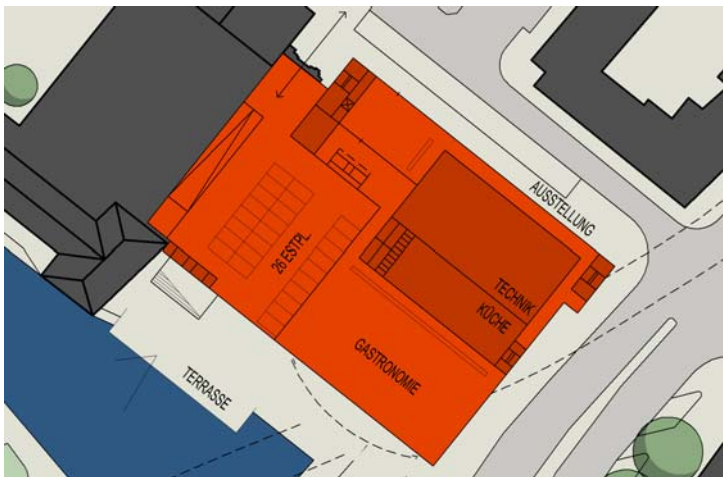 AUSSTELLUNG
26 ESTPL.
TECHNIK
KÜCHE
GASTRONOMIE
TERRASSE